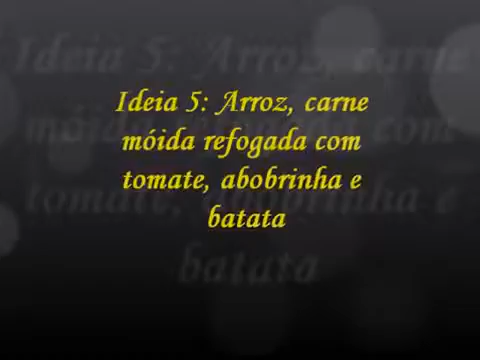 Ideia 5: Arroz, carne
móida refogada com
tomate, abobrinha e
batata